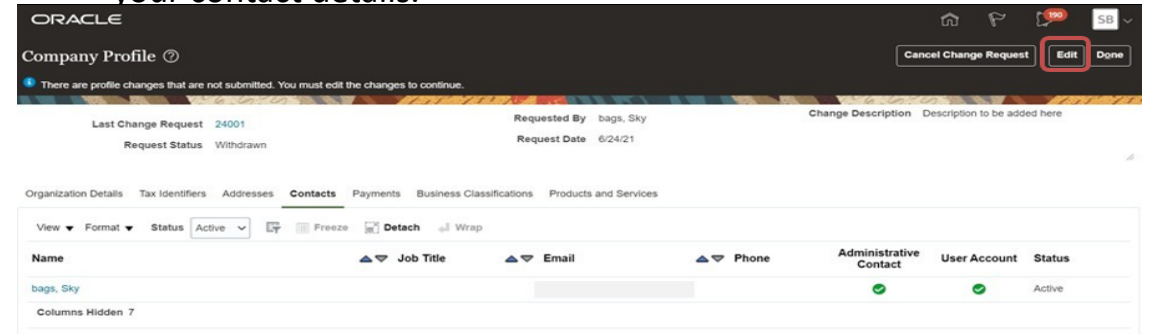 your contact details.
ORACLE
190
SB
Company Profile
Cancel Change Request Edit Done
There are profile changes that are not submitted. You must edit the changes to continue.
Last Change Request 24001 Requested By bags, Sky Change Description Description to be added here
Request Status Withdrawn Request Date 6/24/21
Organization Details Tax Identifiers Addresses Contacts Payments Business Classifications Products and Services
View Format Status Active Freeze Detach Wrap
Name Job Title Email Phone Administrative Contact User Account Status
bags, Sky Active
Columns Hidden 7